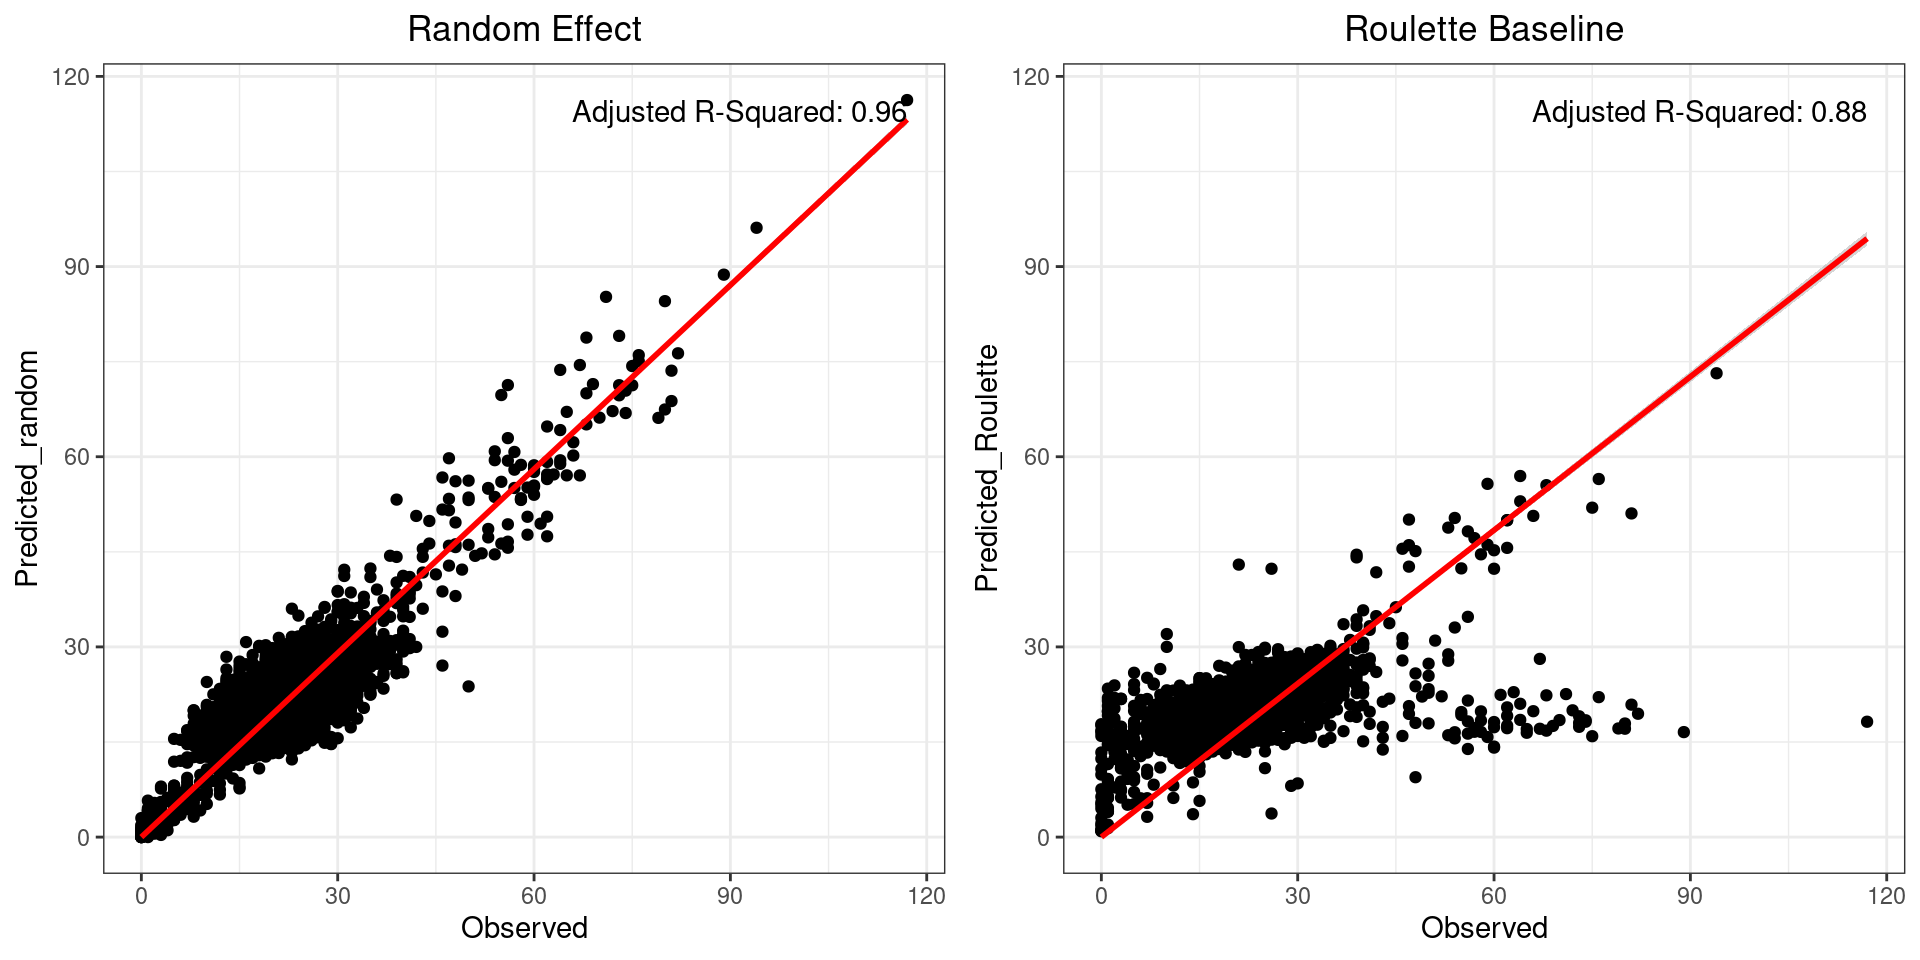 Random Effect
Adjusted R-Squared: 0.96
Predicted_random
120
90
60
30
0
0 30 60 90 120
Observed
Roulette Baseline
Adjusted R-Squared: 0.88
Predicted_Roulette
120
90
60
30
0
0 30 60 90 120
Observed